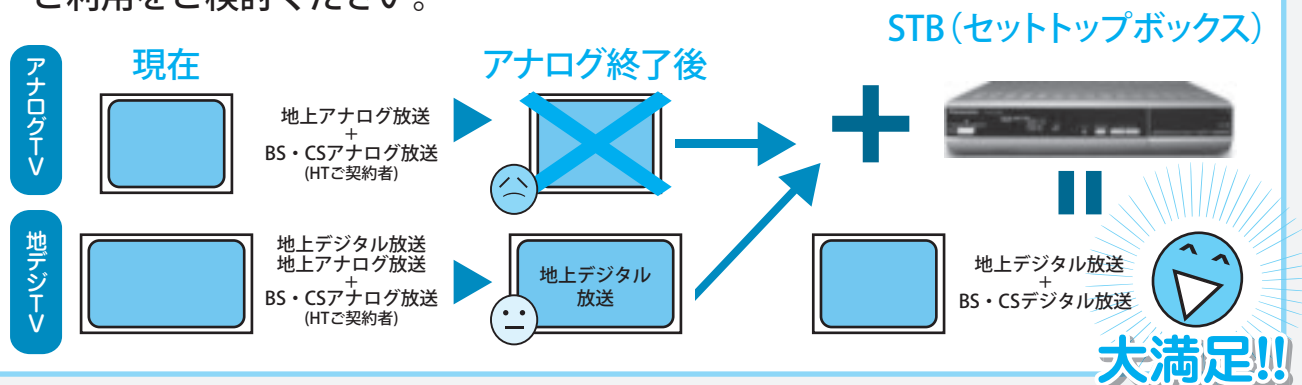 ご利用をご検討ください。
STB(セットトップボックス)
アナログTV
現在
アナログ終了後
地上アナログ放送
+
BS・CSアナログ放送
(HTご契約者)
地デジTV
地上デジタル放送
地上アナログ放送
+
BS・CSアナログ放送
(HTご契約者)
地上デジタル
放送
地上デジタル放送
+
BS・CSデジタル放送
大満足!!